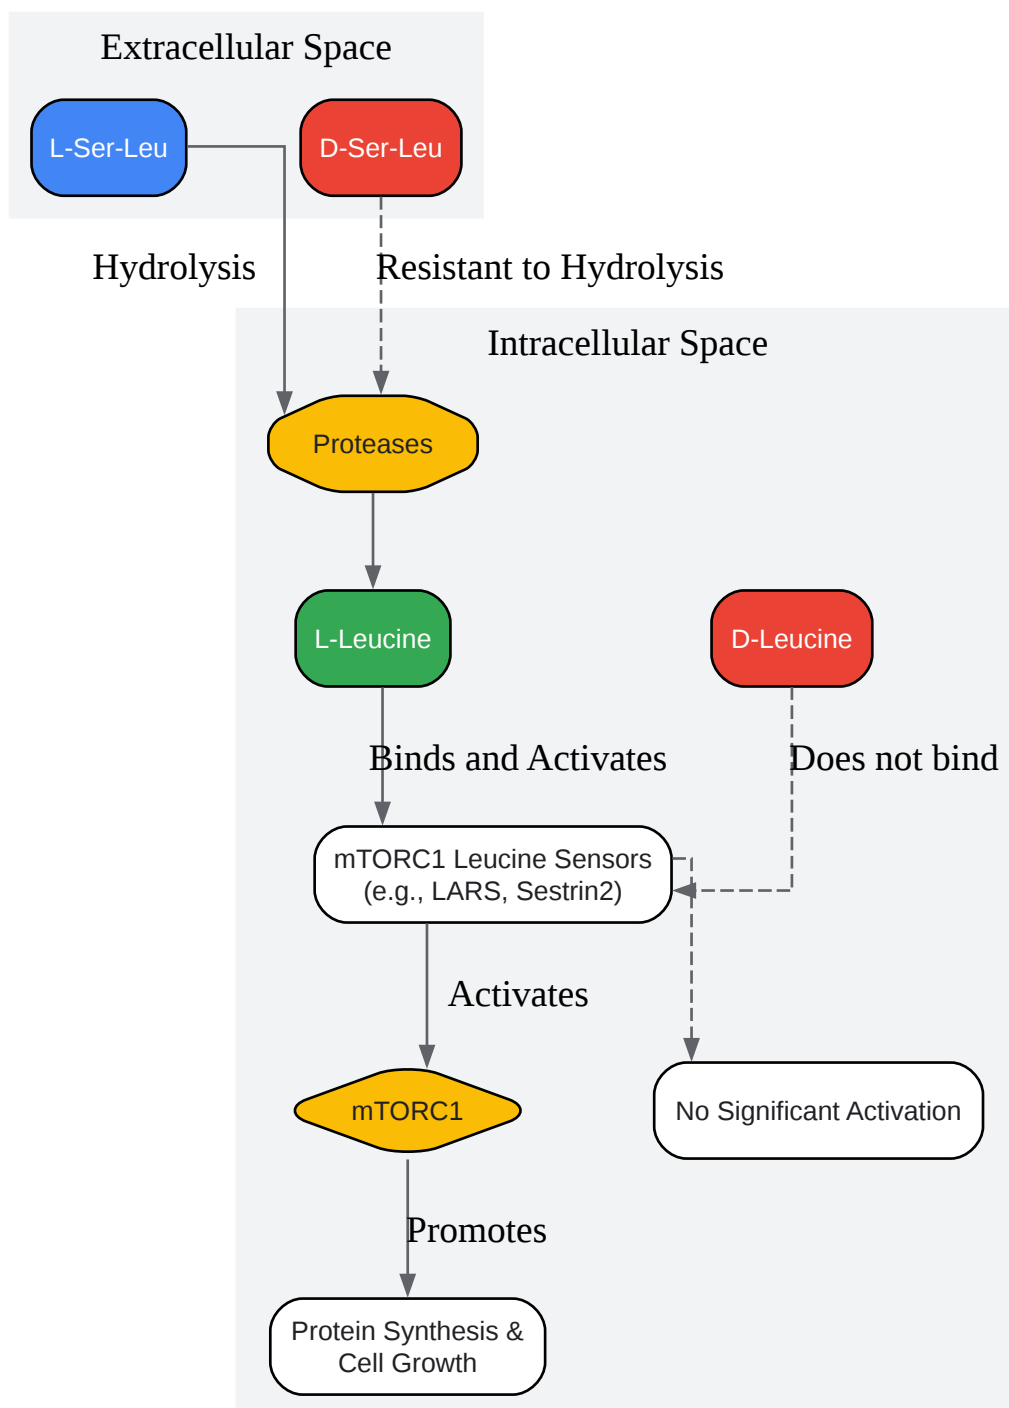 Extracellular Space
L-Ser-Leu
D-Ser-Leu
Hydrolysis
Resistant to Hydrolysis
Intracellular Space
Proteases
L-Leucine
D-Leucine
Binds and Activates
Does not bind
mTORC1 Leucine Sensors
(e.g., LARS, Sestrin2)
Activates
mTORC1
No Significant Activation
Promotes
Protein Synthesis &
Cell Growth